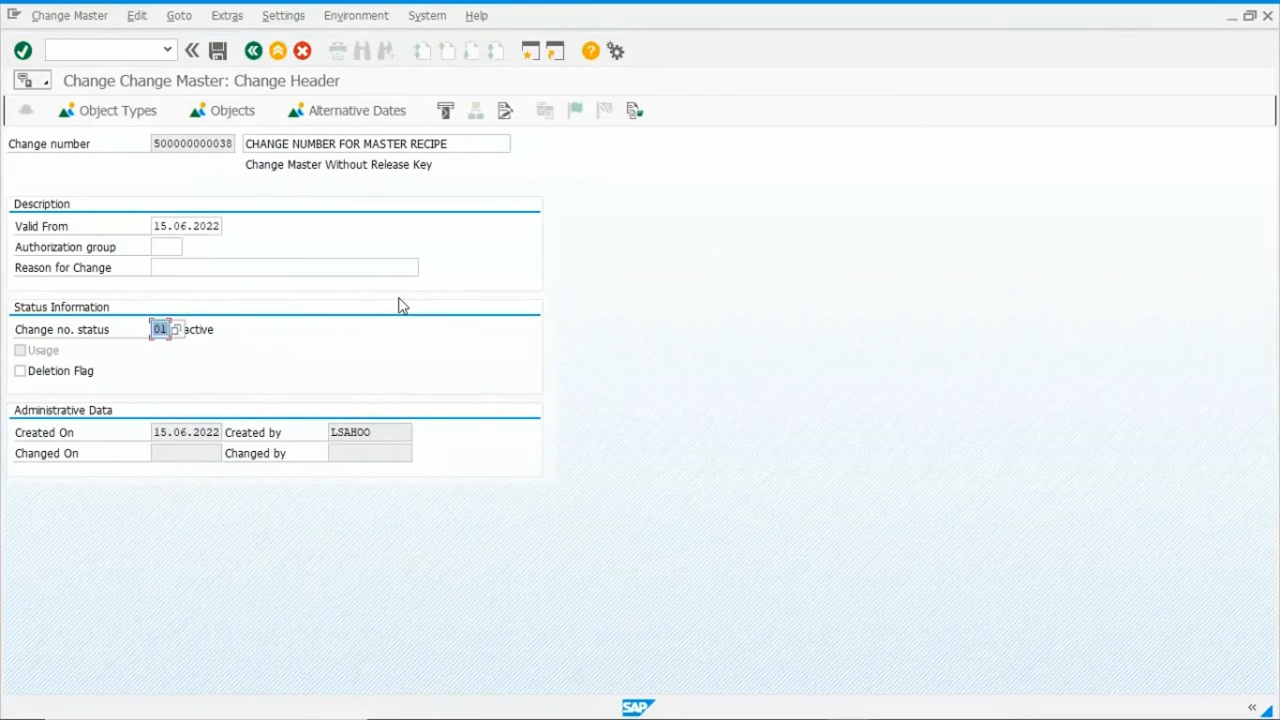 Change Master Edit Goto Extras Settings Environment System Help
Change Change Master: Change Header
Object Types Objects Alternative Dates
Change number 500000000038 CHANGE NUMBER FOR MASTER RECIPE
Change Master Without Release Key
Description
Valid From 15.06.2022
Authorization group
Reason for Change
Status Information
Change no. status 01 active
Usage
Deletion Flag
Administrative Data
Created On 15.06.2022 Created by LSAHOO
Changed On Changed by
SAP